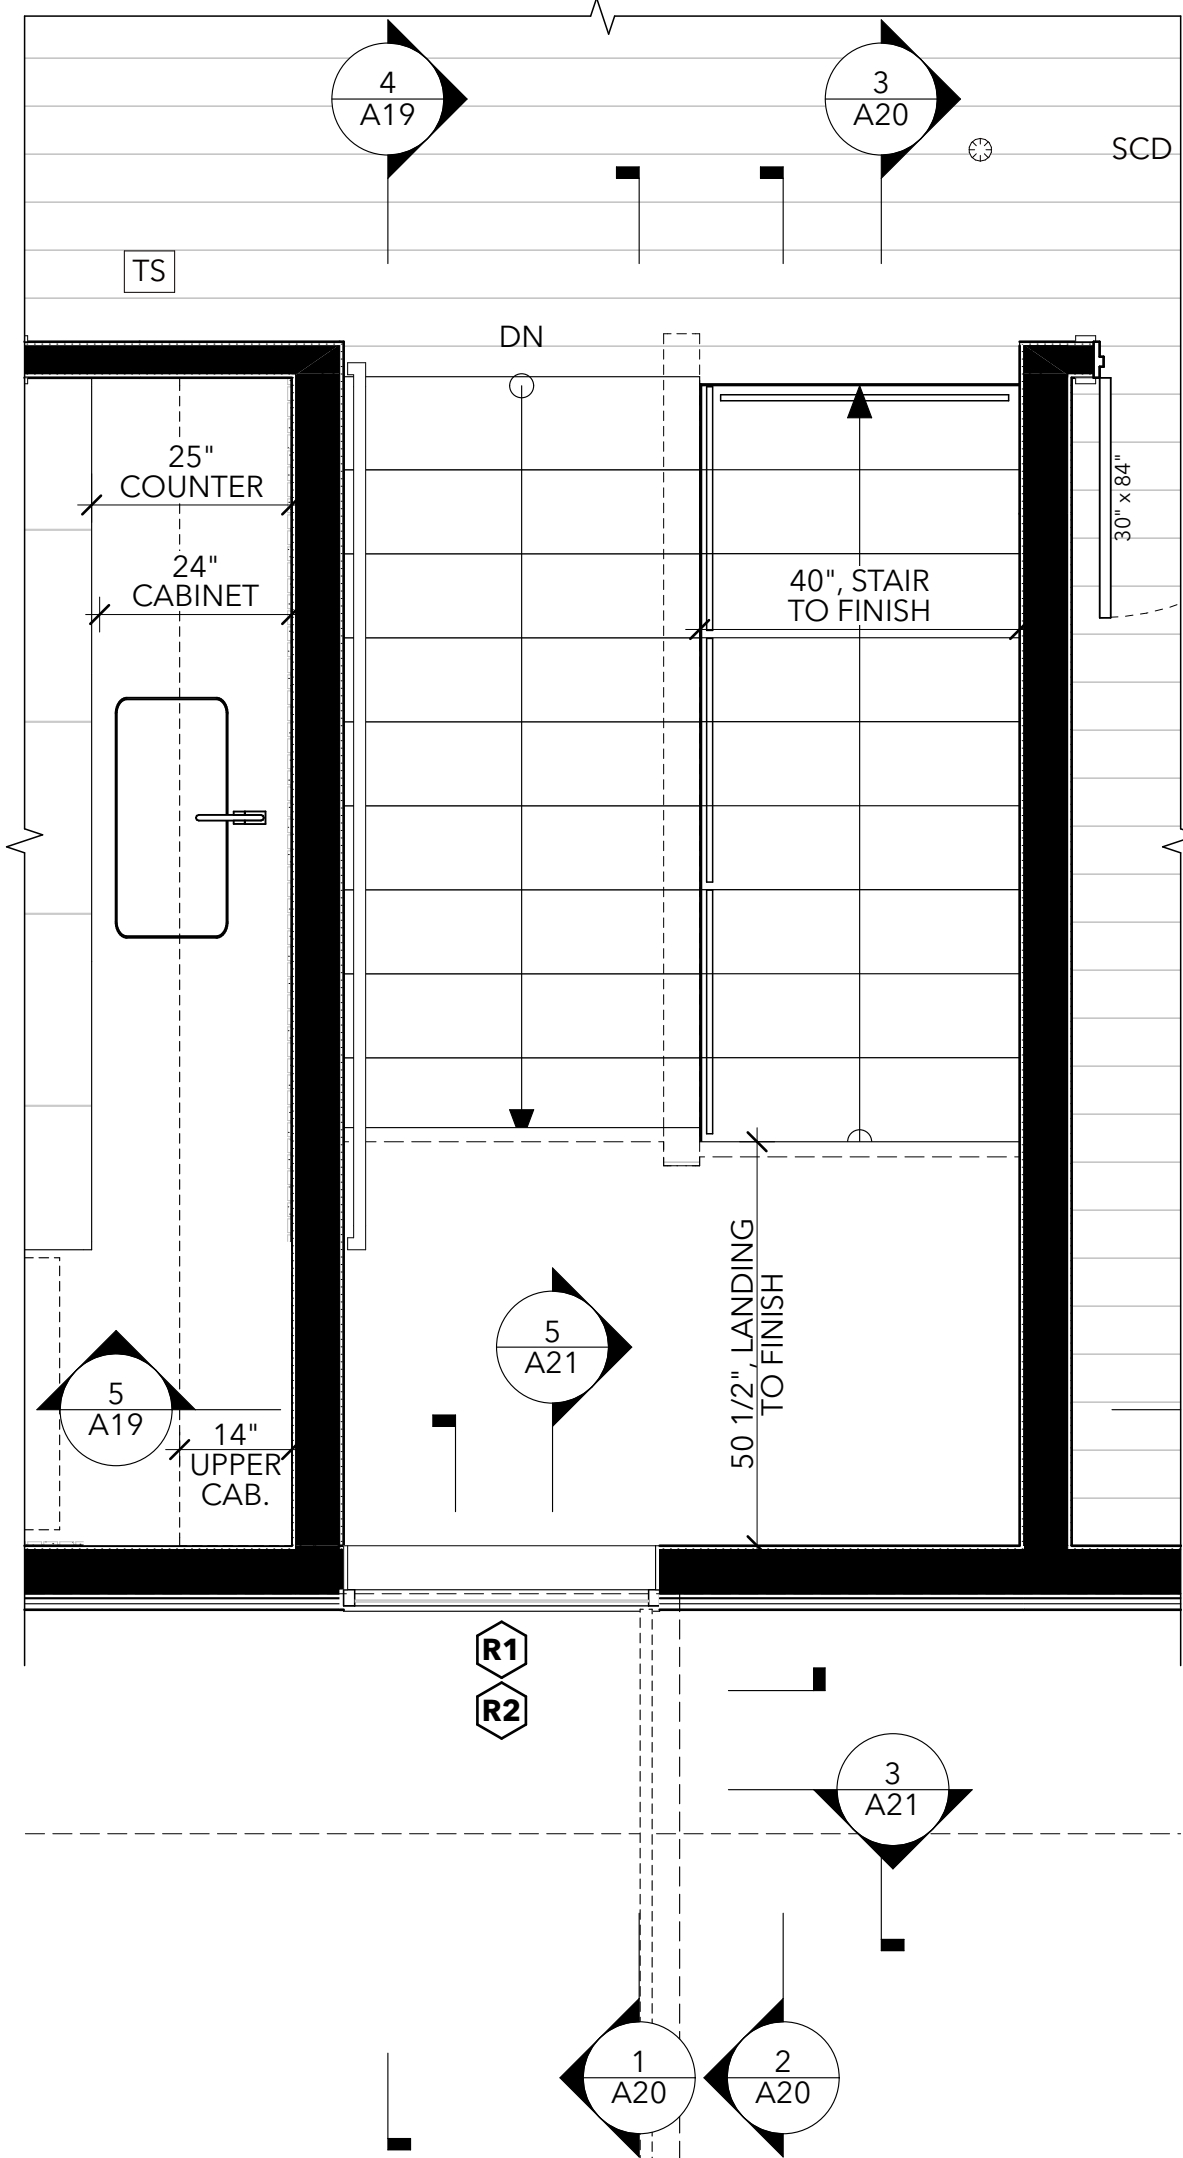 4
A19
3
A20
SCD
TS
DN
25"
COUNTER
24"
CABINET
40", STAIR
TO FINISH
30" x 84"
50 1/2", LANDING
TO FINISH
5
A21
5
A19
14"
UPPER
CAB.
R1
R2
3
A21
1
A20
2
A20